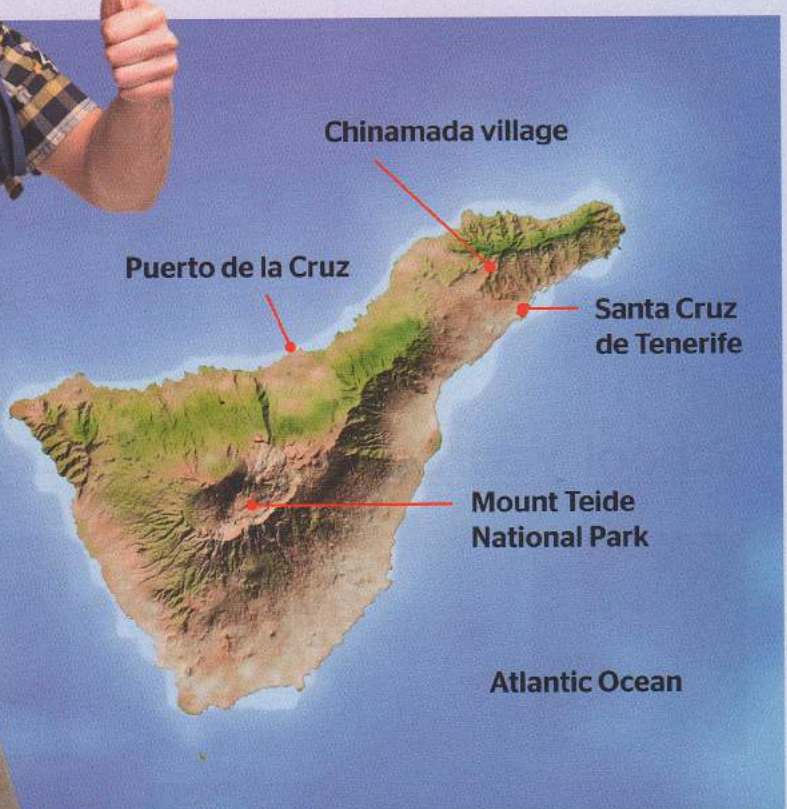 Chinamada village
Puerto de la Cruz
Santa Cruz
de Tenerife
Mount Teide
National Park
Atlantic Ocean